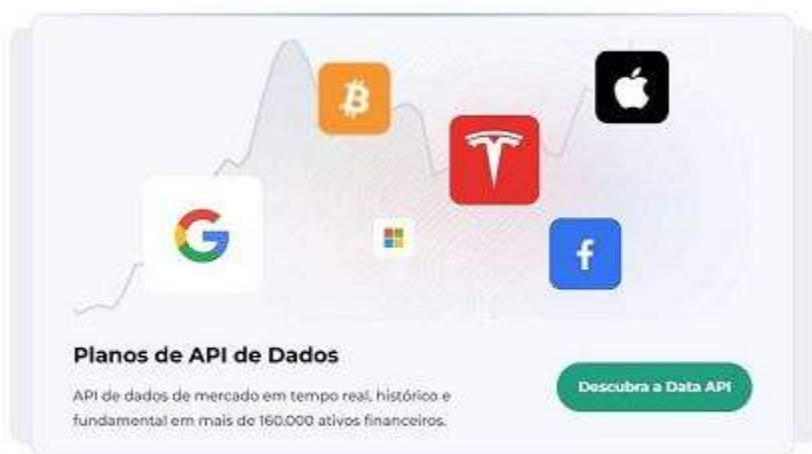 Planos de API de Dados
API de dados de mercado em tempo real, histórico e
fundamental em mais de 160.000 ativos financeiros.
Descubra a Data API